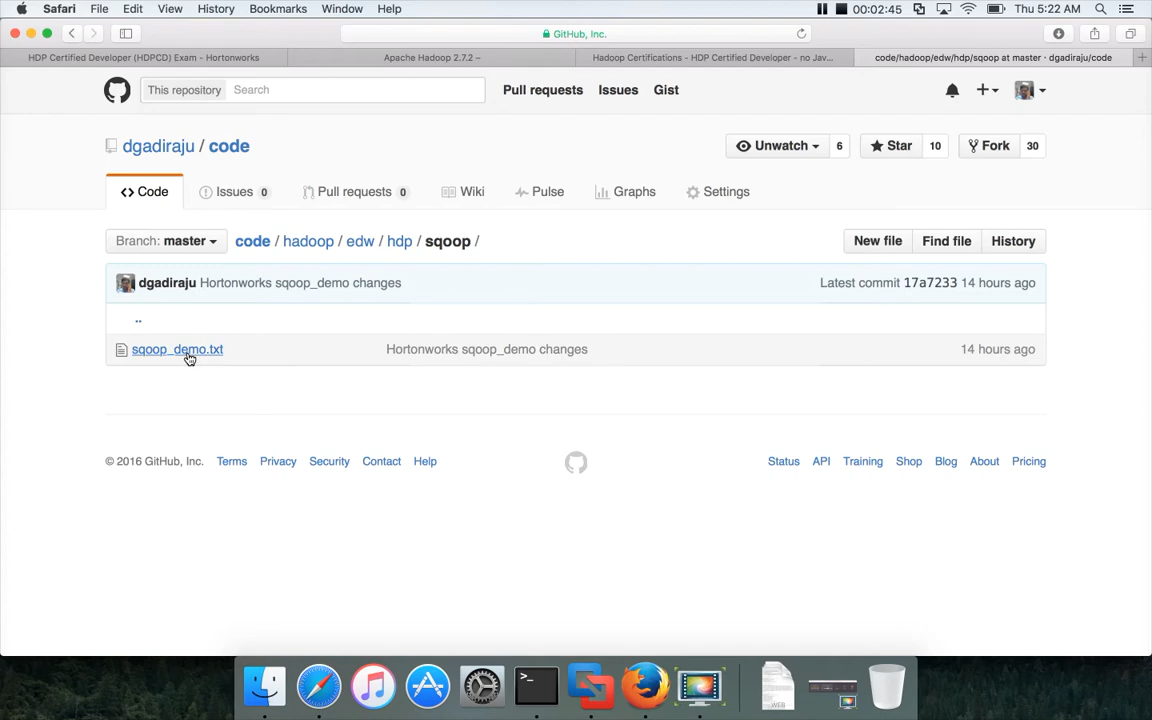 Safari File Edit View History Bookmarks Window Help 00:02:45 Thu 5:22 AM
GitHub, Inc.
HDP Certified Developer (HDPCD) Exam - Hortonworks Apache Hadoop 2.7.2 – Hadoop Certifications - HDP Certified Developer - no Jav... code/hadoop/edw/hdp/sqoop at master · dgadiraju/code
This repository Search Pull requests Issues Gist
dgadiraju / code Unwatch 6 Star 10 Fork 30
Code Issues 0 Pull requests 0 Wiki Pulse Graphs Settings
Branch: master code / hadoop / edw / hdp / sqoop / New file Find file History
dgadiraju Hortonworks sqoop_demo changes Latest commit 17a7233 14 hours ago
..
sqoop_demo.txt Hortonworks sqoop_demo changes 14 hours ago
© 2016 GitHub, Inc. Terms Privacy Security Contact Help Status API Training Shop Blog About Pricing